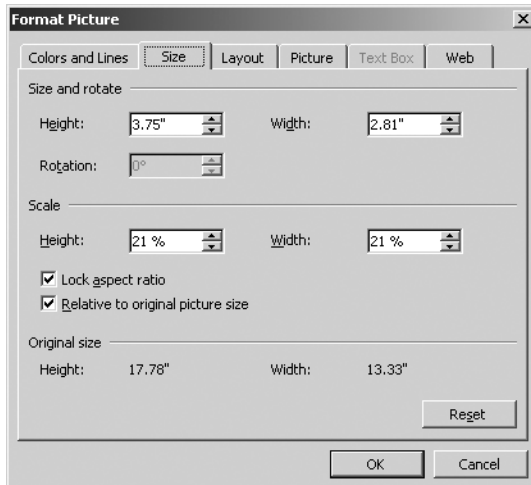 Format Picture
Colors and Lines Size Layout Picture Text Box Web
Size and rotate
Height: 3.75" Width: 2.81"
Rotation: 0°
Scale
Height: 21 % Width: 21 %
Lock aspect ratio
Relative to original picture size
Original size
Height: 17.78" Width: 13.33"
Reset
OK Cancel